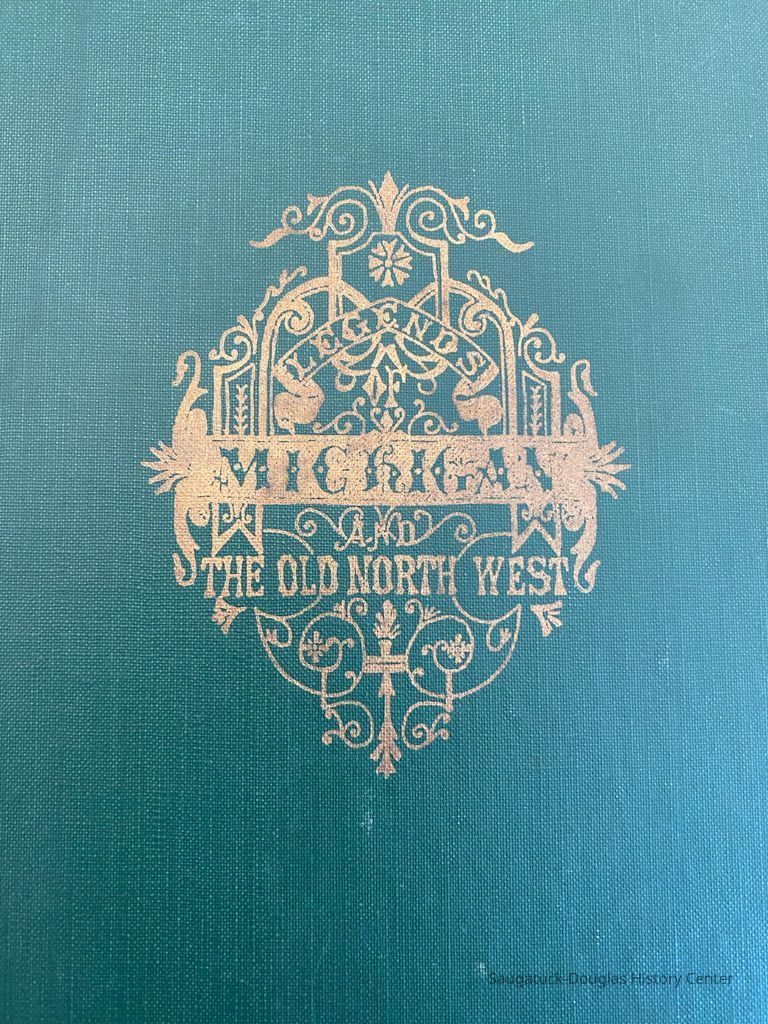 LEGENDS
OF
MICHIGAN
AND
THE OLD NORTH WEST
Saugatuck-Douglas History Center